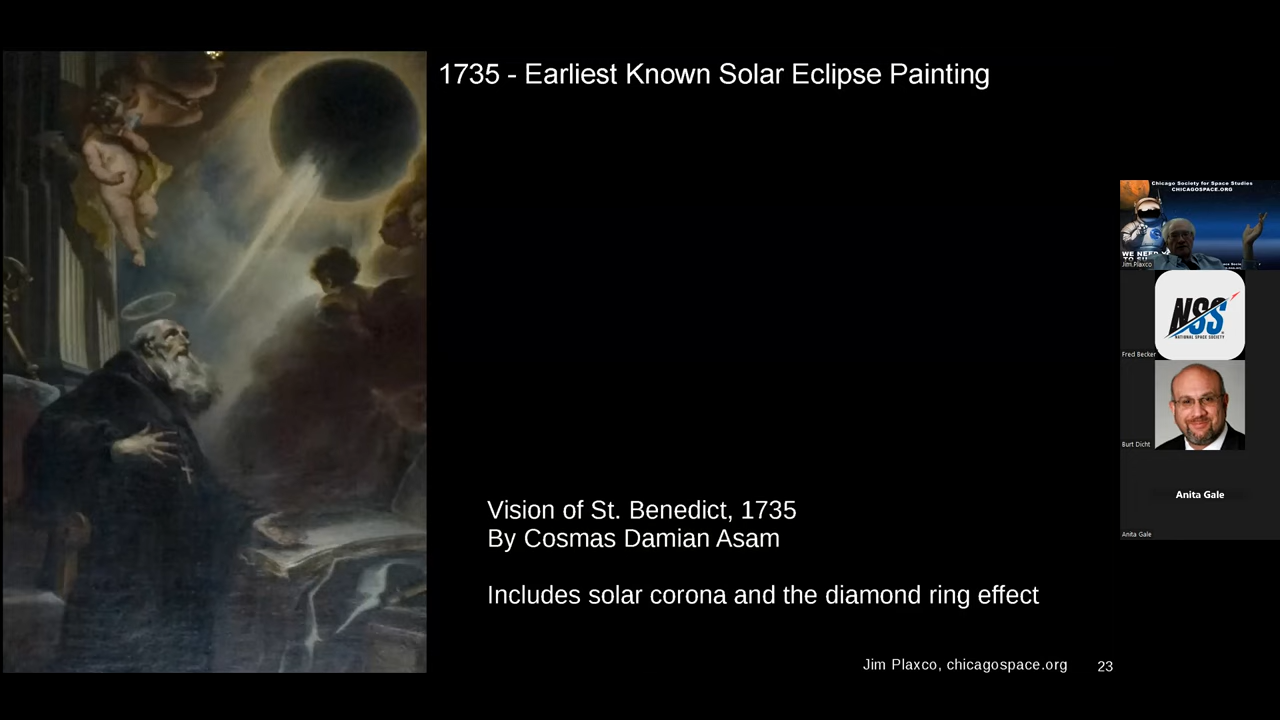 1735 - Earliest Known Solar Eclipse Painting
Vision of St. Benedict, 1735
By Cosmas Damian Asam
Includes solar corona and the diamond ring effect
Jim Plaxco, chicagospace.org
23
Chicago Society for Space Studies
CHICAGOSPACE.ORG
WE NEED
Jim Plaxco
NSS
NATIONAL SPACE SOCIETY
Fred Becker
Burt Dicht
Anita Gale
Anita Gale